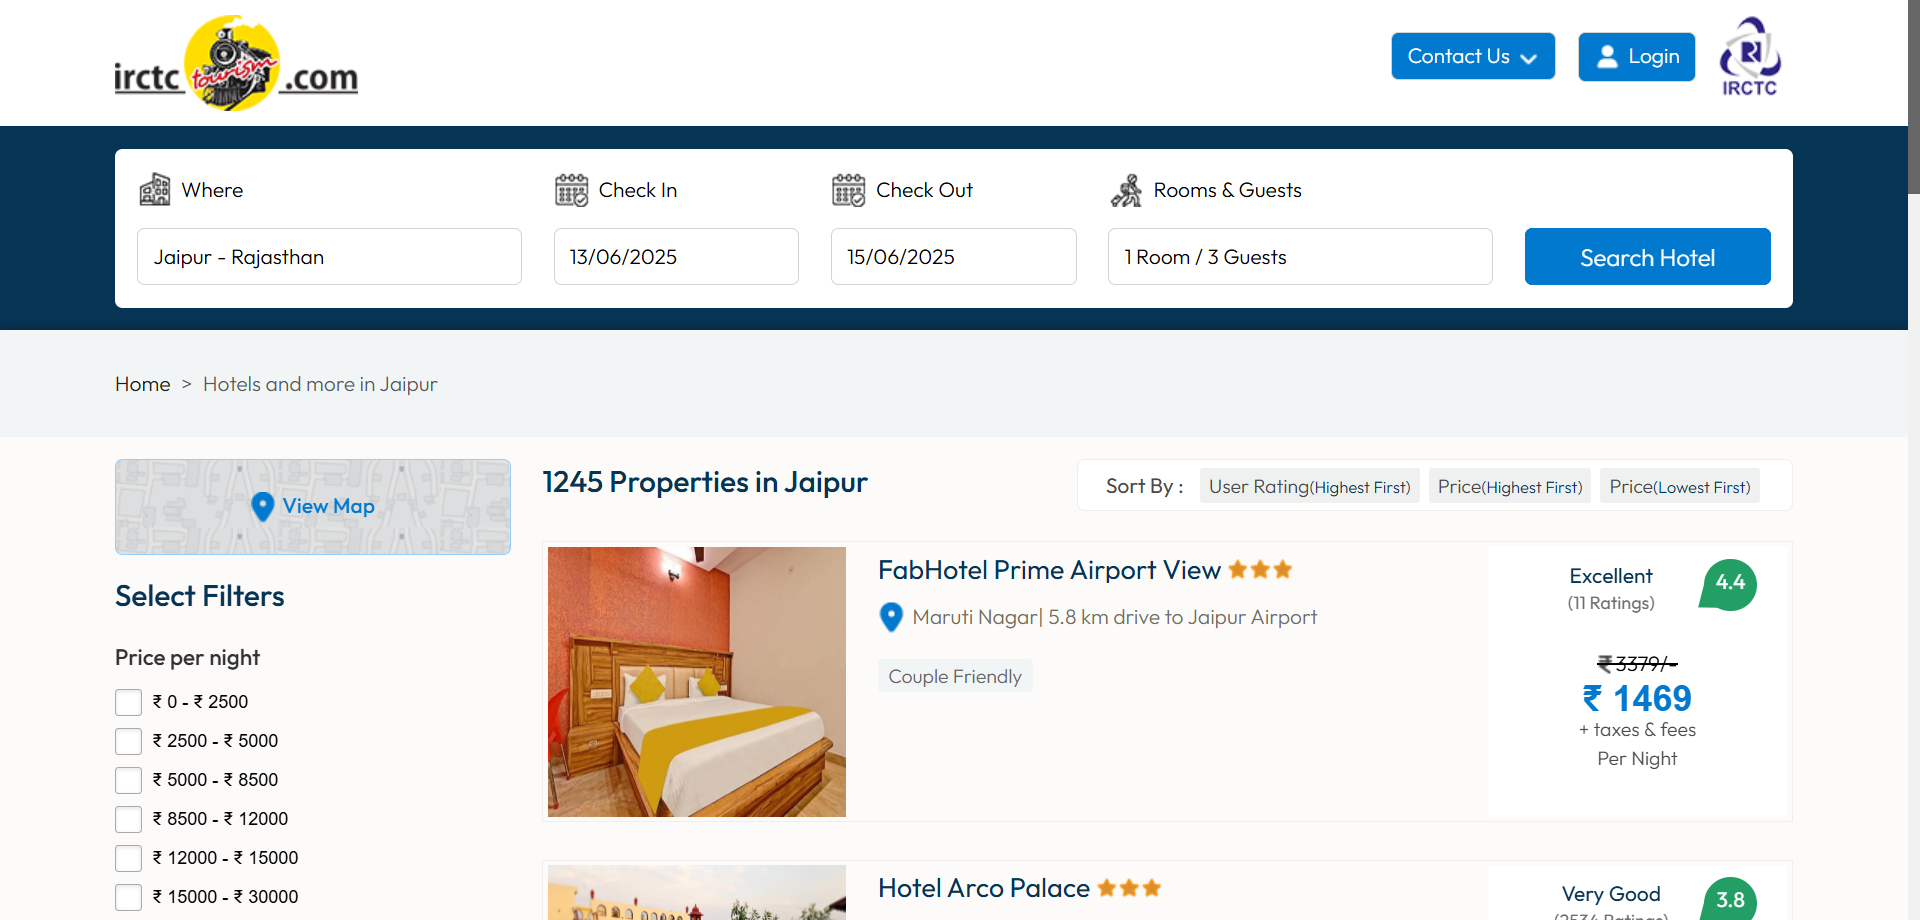 irctc tourism .com
Contact Us
Login
IRCTC
Where
Check In
Check Out
Rooms & Guests
Jaipur - Rajasthan
13/06/2025
15/06/2025
1 Room / 3 Guests
Search Hotel
Home > Hotels and more in Jaipur
View Map
1245 Properties in Jaipur
Sort By :
User Rating(Highest First)
Price(Highest First)
Price(Lowest First)
Select Filters
Price per night
₹ 0 - ₹ 2500
₹ 2500 - ₹ 5000
₹ 5000 - ₹ 8500
₹ 8500 - ₹ 12000
₹ 12000 - ₹ 15000
₹ 15000 - ₹ 30000
FabHotel Prime Airport View
Maruti Nagar| 5.8 km drive to Jaipur Airport
Couple Friendly
Excellent
(11 Ratings)
4.4
₹ 3379/-
₹ 1469
+ taxes & fees
Per Night
Hotel Arco Palace
Very Good
3.8
(2534 Ratings)